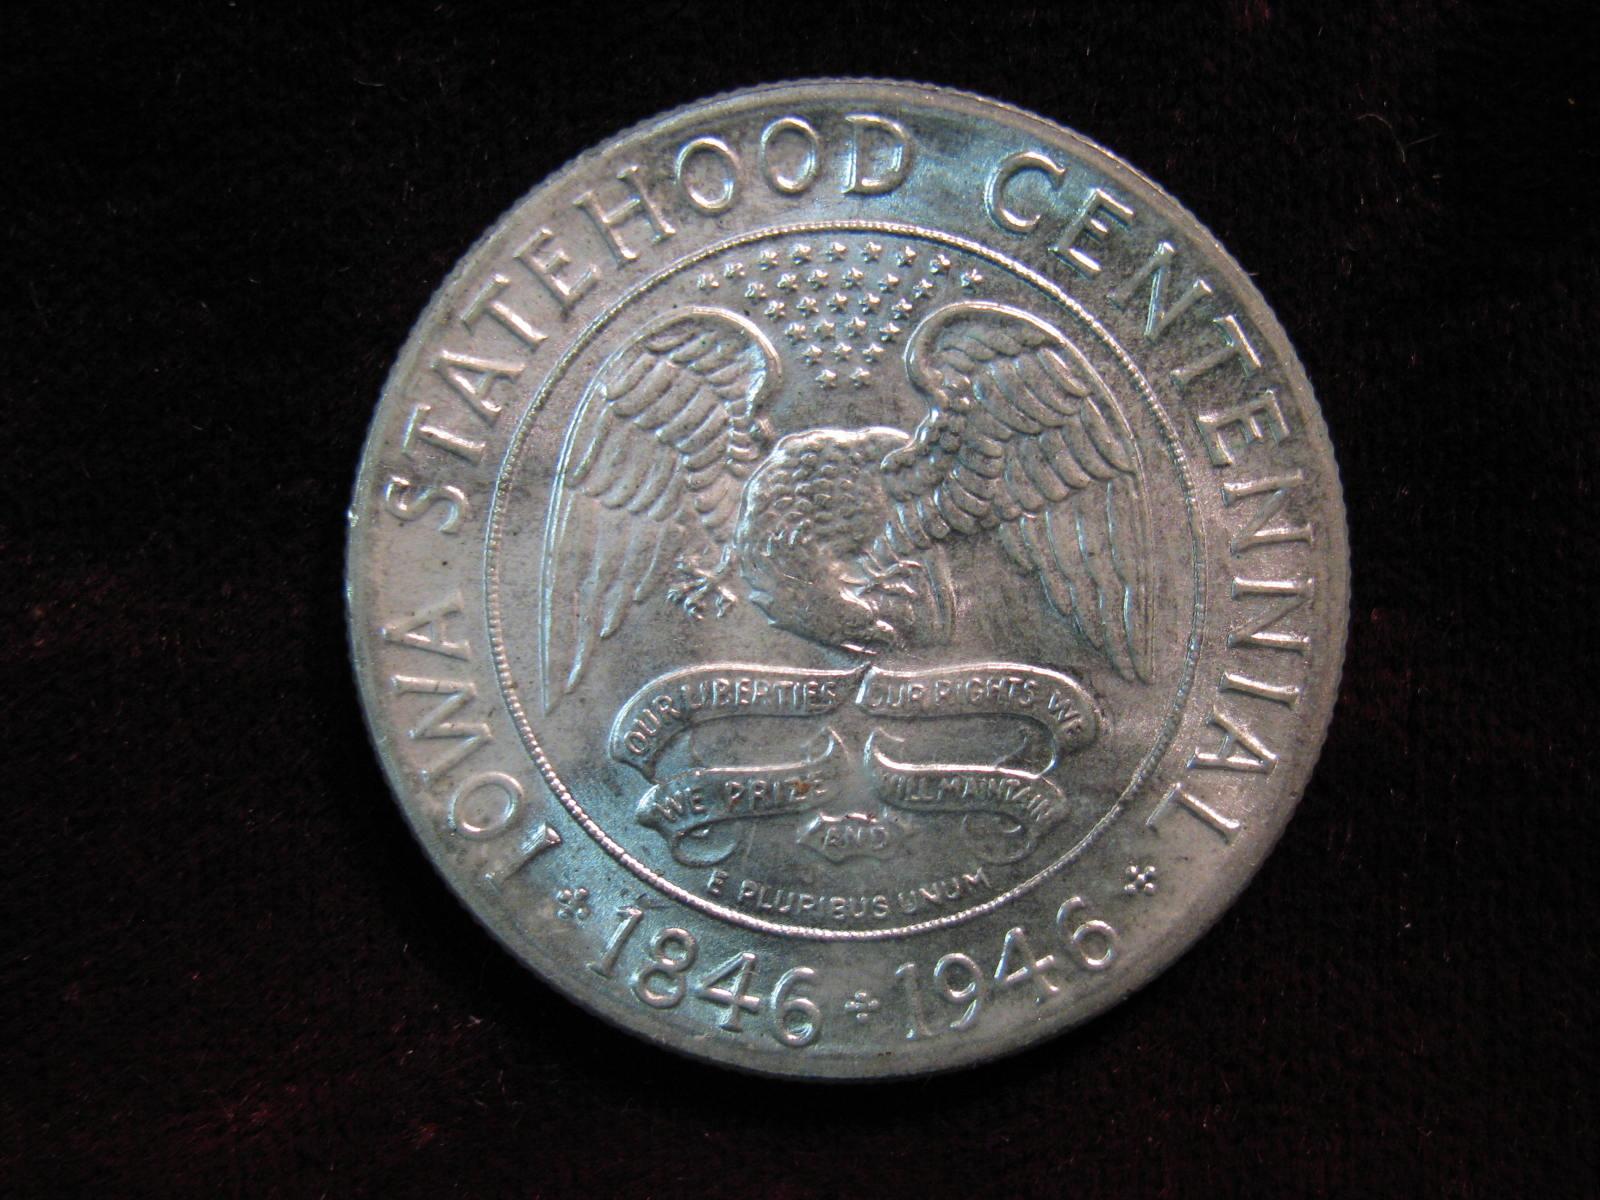 IOWA STATEHOOD CENTENNIAL
OUR LIBERTIES OUR RIGHTS WE
WE PRIZE WILL MAINTAIN
AND
E PLURIBUS UNUM
1846 1946